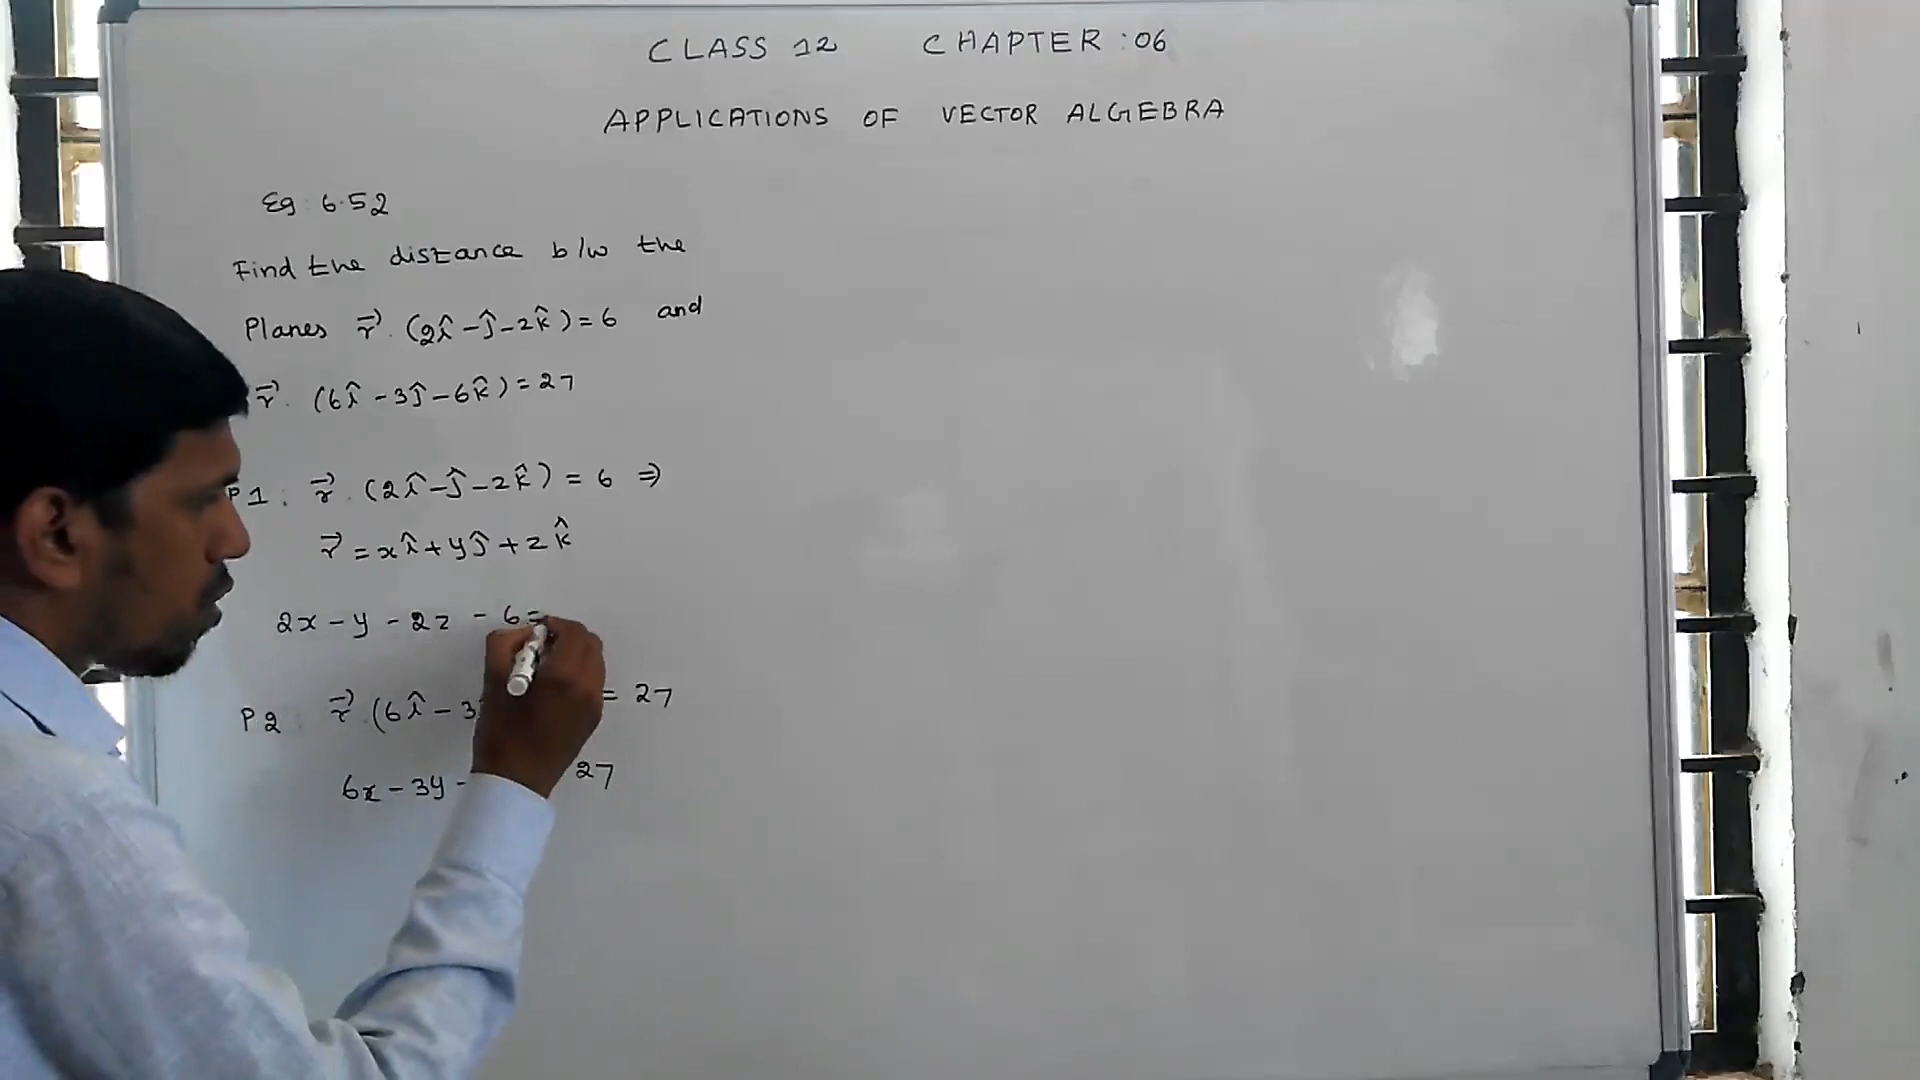 CLASS 12 CHAPTER : 06
APPLICATIONS OF VECTOR ALGEBRA
Eg : 6.52
Find the distance b/w the
Planes r⃗ . (2î - ĵ - 2k̂) = 6 and
r⃗ . (6î - 3ĵ - 6k̂) = 27
P1 : r⃗ . (2î - ĵ - 2k̂) = 6 ⇒
r⃗ = xî + yĵ + zk̂
2x - y - 2z - 6 =
P2 : r⃗ . (6î - 3 = 27
6x - 3y - 27